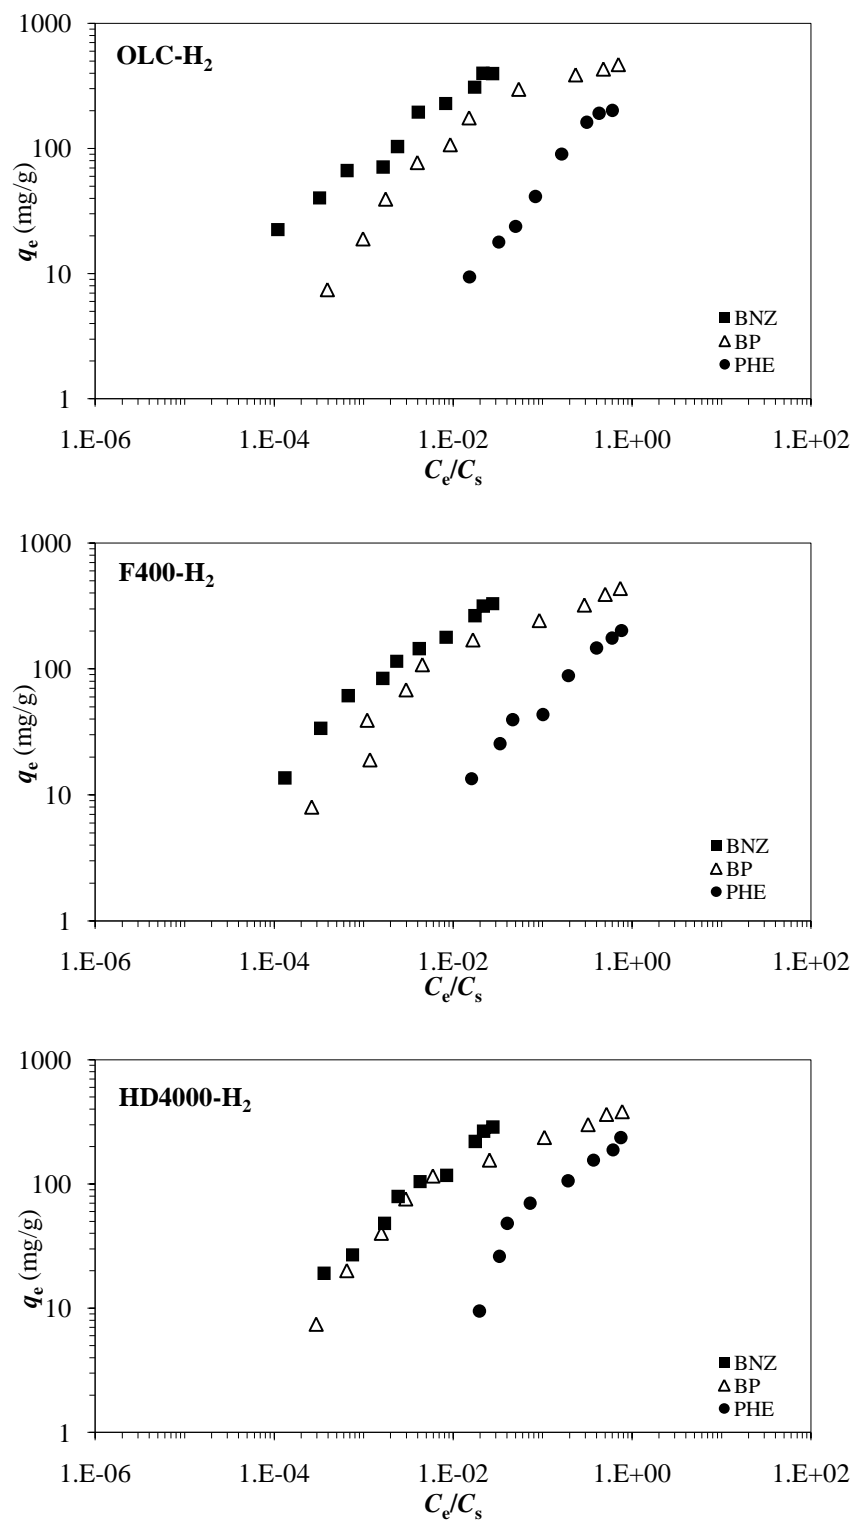 OLC-H₂
1000
100
10
1
qₑ (mg/g)
BNZ
BP
PHE
1.E-06 1.E-04 1.E-02 1.E+00 1.E+02
Cₑ/Cₛ
F400-H₂
1000
100
10
1
qₑ (mg/g)
BNZ
BP
PHE
1.E-06 1.E-04 1.E-02 1.E+00 1.E+02
Cₑ/Cₛ
HD4000-H₂
1000
100
10
1
qₑ (mg/g)
BNZ
BP
PHE
1.E-06 1.E-04 1.E-02 1.E+00 1.E+02
Cₑ/Cₛ